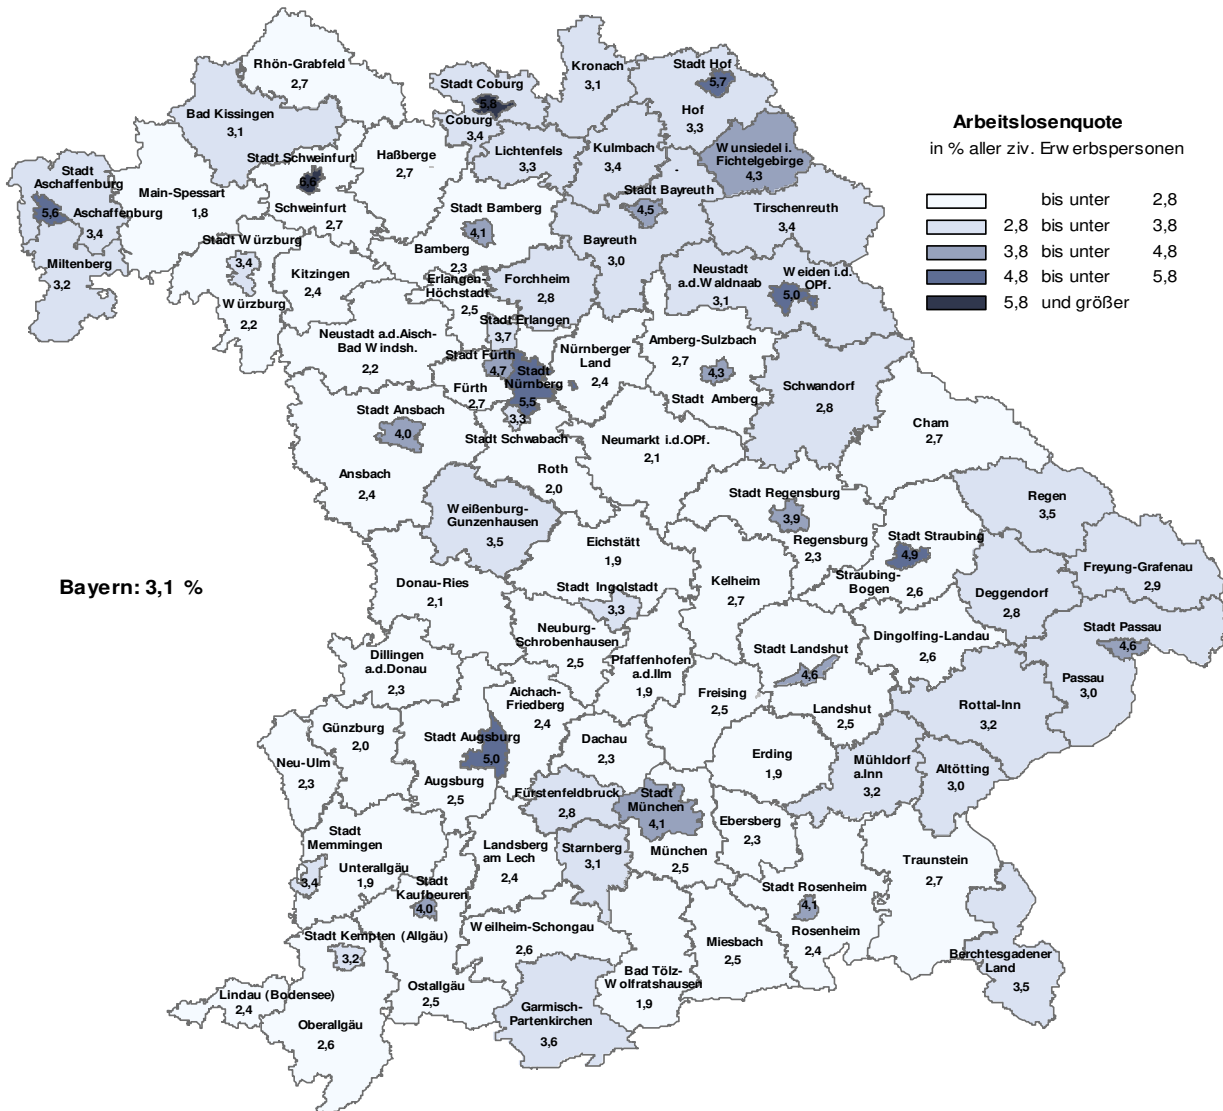 Arbeitslosenquote
in % aller ziv. Erwerbspersonen
bis unter 2,8
2,8 bis unter 3,8
3,8 bis unter 4,8
4,8 bis unter 5,8
5,8 und größer
Bayern: 3,1 %
Rhön-Grabfeld
2,7
Bad Kissingen
3,1
Stadt Coburg
5,8
Coburg
3,4
Kronach
3,1
Stadt Hof
5,7
Hof
3,3
Lichtenfels
3,3
Kulmbach
3,4
-
Wunsiedel i.
Fichtelgebirge
4,3
Stadt Schweinfurt
6,6
Schweinfurt
2,7
Haßberge
2,7
Stadt
Aschaffenburg
5,6
Aschaffenburg
3,4
Main-Spessart
1,8
Miltenberg
3,2
Stadt Würzburg
3,4
Würzburg
2,2
Kitzingen
2,4
Stadt Bamberg
4,1
Bamberg
2,3
Stadt Bayreuth
4,5
Bayreuth
3,0
Tirschenreuth
3,4
Neustadt
a.d.Waldnaab
3,1
Weiden i.d.
OPf.
5,0
Forchheim
2,8
Erlangen-
Höchstadt
2,5
Stadt Erlangen
3,7
Neustadt a.d.Aisch-
Bad Windsh.
2,2
Stadt Fürth
4,7
Fürth
2,7
Stadt
Nürnberg
5,5
Nürnberger
Land
2,4
Amberg-Sulzbach
2,7
4,3
Stadt Amberg
Schwandorf
2,8
Cham
2,7
Stadt Ansbach
4,0
Ansbach
2,4
3,3
Stadt Schwabach
Roth
2,0
Neumarkt i.d.OPf.
2,1
Weißenburg-
Gunzenhausen
3,5
Stadt Regensburg
3,9
Regensburg
2,3
Regen
3,5
Stadt Straubing
4,9
Straubing-
Bogen
2,6
Freyung-Grafenau
2,9
Deggendorf
2,8
Eichstätt
1,9
Stadt Ingolstadt
3,3
Kelheim
2,7
Donau-Ries
2,1
Neuburg-
Schrobenhausen
2,5
Pfaffenhofen
a.d.Ilm
1,9
Stadt Landshut
4,6
Landshut
2,5
Dingolfing-Landau
2,6
Stadt Passau
4,6
Passau
3,0
Rottal-Inn
3,2
Dillingen
a.d.Donau
2,3
Aichach-
Friedberg
2,4
Freising
2,5
Günzburg
2,0
Neu-Ulm
2,3
Stadt Augsburg
5,0
Augsburg
2,5
Dachau
2,3
Erding
1,9
Mühldorf
a.Inn
3,2
Altötting
3,0
Fürstenfeldbruck
2,8
Stadt
München
4,1
München
2,5
Ebersberg
2,3
Stadt
Memmingen
3,4
Unterallgäu
1,9
Landsberg
am Lech
2,4
Starnberg
3,1
Traunstein
2,7
Stadt
Kaufbeuren
4,0
Stadt Rosenheim
4,1
Rosenheim
2,4
Stadt Kempten (Allgäu)
3,2
Weilheim-Schongau
2,6
Miesbach
2,5
Bad Tölz-
Wolfratshausen
1,9
Berchtesgadener
Land
3,5
Lindau (Bodensee)
2,4
Oberallgäu
2,6
Ostallgäu
2,5
Garmisch-
Partenkirchen
3,6